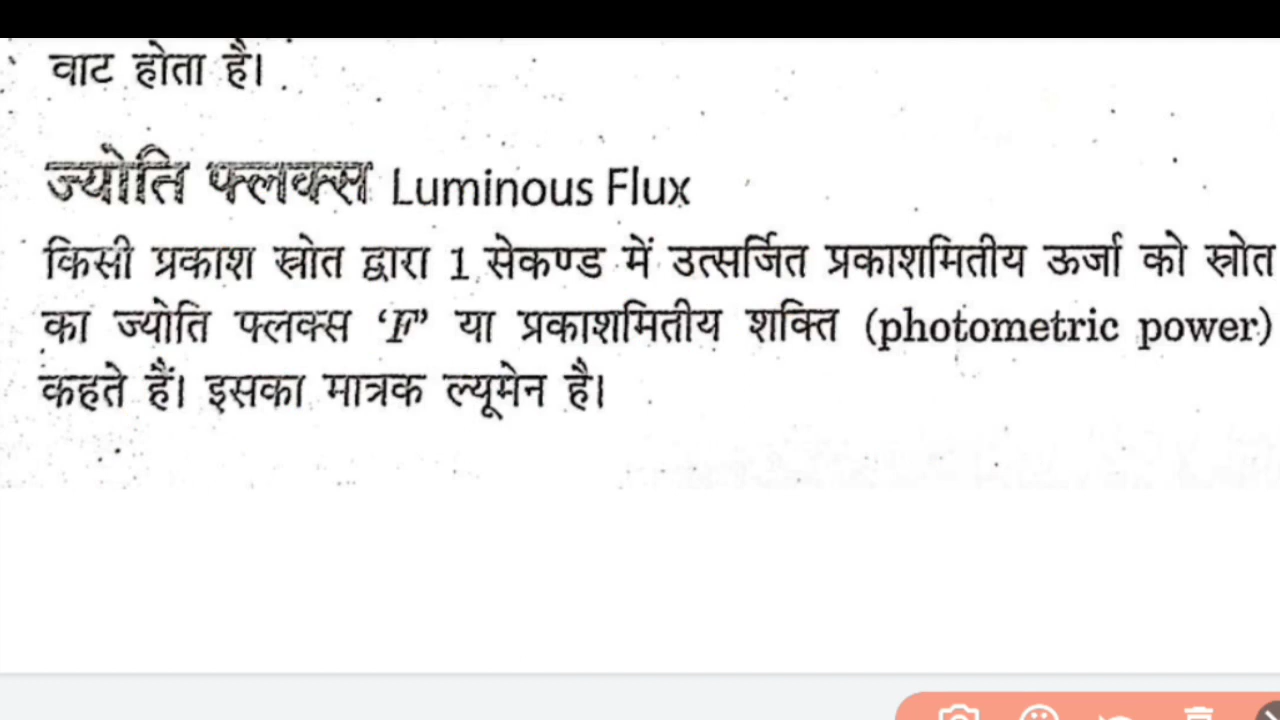 वाट होता है।
ज्योति फ्लक्स Luminous Flux
किसी प्रकाश स्रोत द्वारा 1 सेकण्ड में उत्सर्जित प्रकाशमितीय ऊर्जा को स्रोत
का ज्योति फ्लक्स ‘F’ या प्रकाशमितीय शक्ति (photometric power)
कहते हैं। इसका मात्रक ल्यूमेन है।